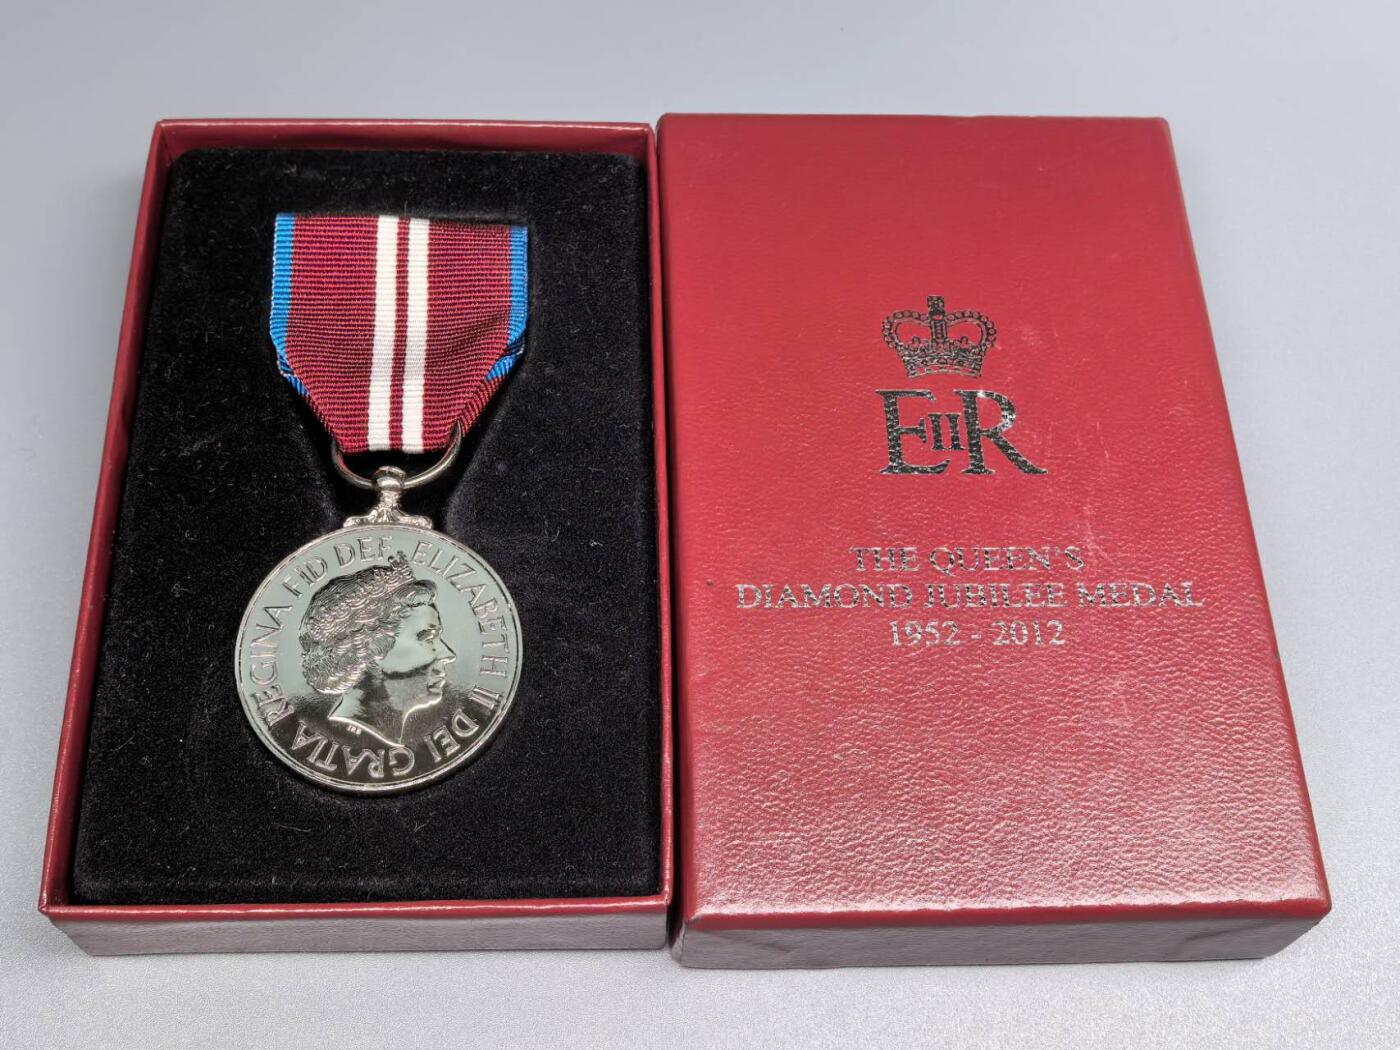 ELIZABETH II DEI GRATIA REGINA FID DEF
EIIR
THE QUEEN'S
DIAMOND JUBILEE MEDAL
1952 - 2012